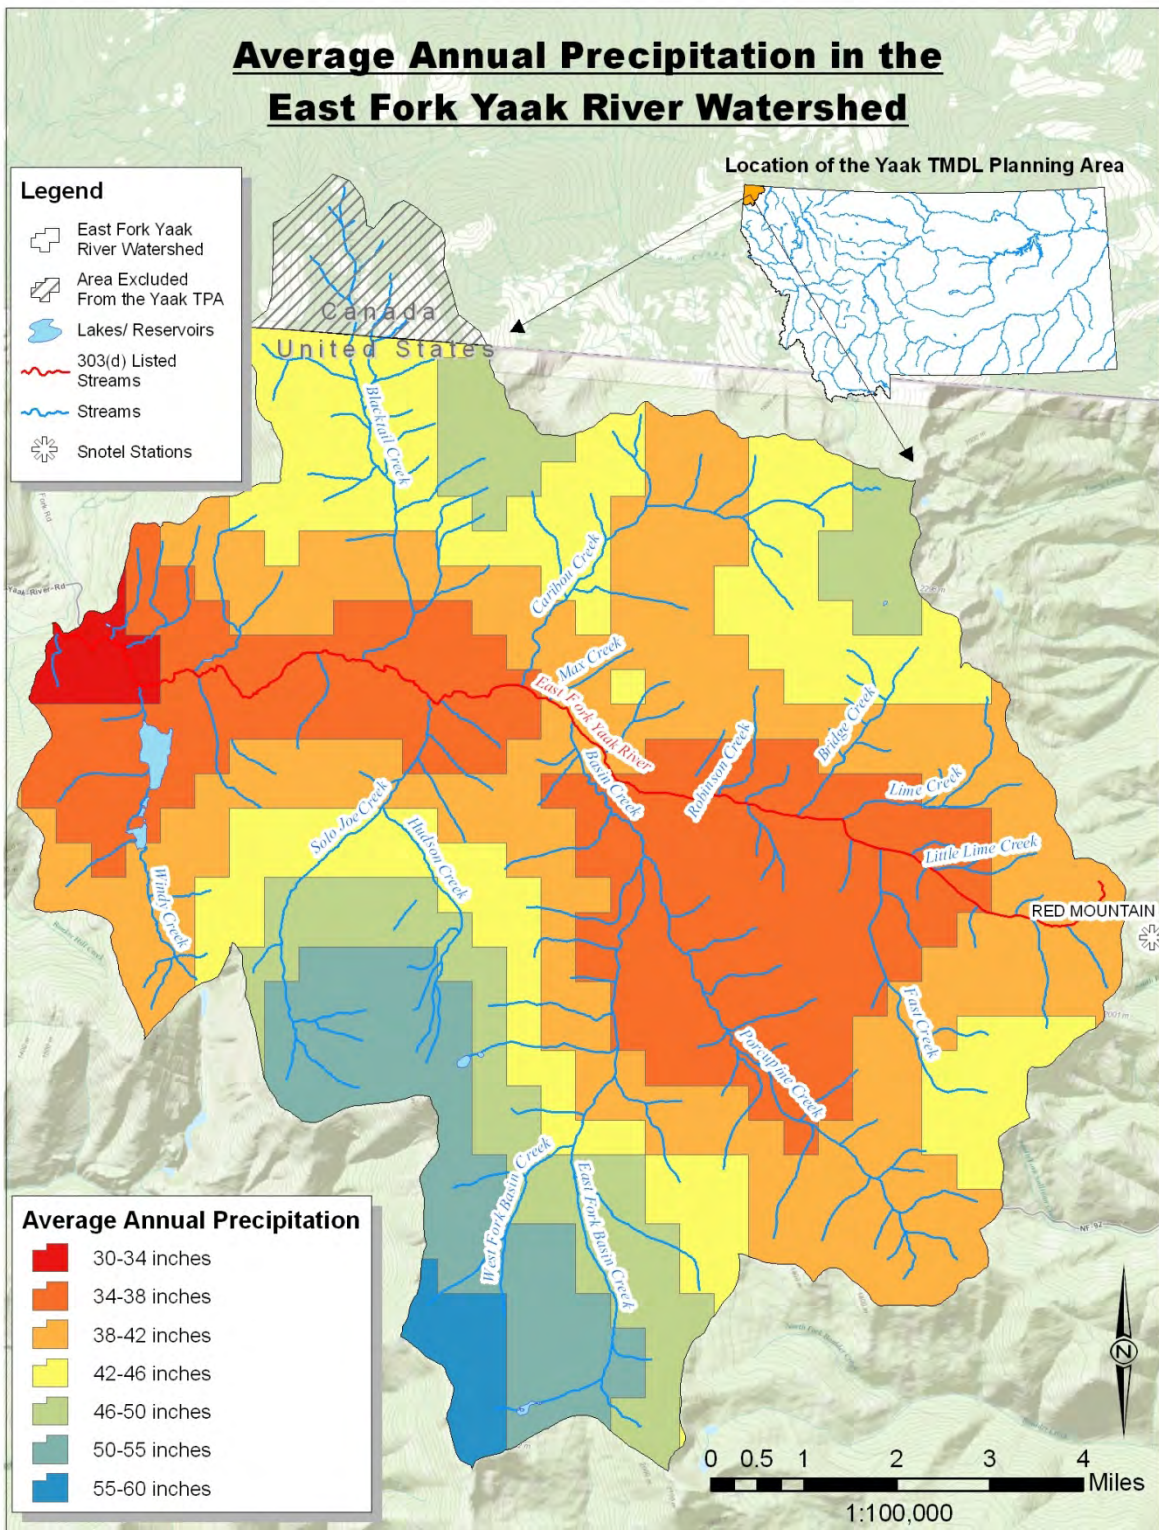 Average Annual Precipitation in the
East Fork Yaak River Watershed
Location of the Yaak TMDL Planning Area
Legend
East Fork Yaak
River Watershed
Area Excluded
From the Yaak TPA
Lakes/ Reservoirs
303(d) Listed
Streams
Streams
Snotel Stations
Canada
United States
Blacktail Creek
Caribou Creek
Yaak-River-Rd
Max Creek
East Fork Yaak River
Basin Creek
Robinson Creek
Bridge Creek
Lime Creek
Little Lime Creek
RED MOUNTAIN
Solo Joe Creek
Hudson Creek
Windy Creek
Fast Creek
Porcupine Creek
West Fork Basin Creek
East Fork Basin Creek
NF 92
Average Annual Precipitation
30-34 inches
34-38 inches
38-42 inches
42-46 inches
46-50 inches
50-55 inches
55-60 inches
N
0 0.5 1 2 3 4
Miles
1:100,000